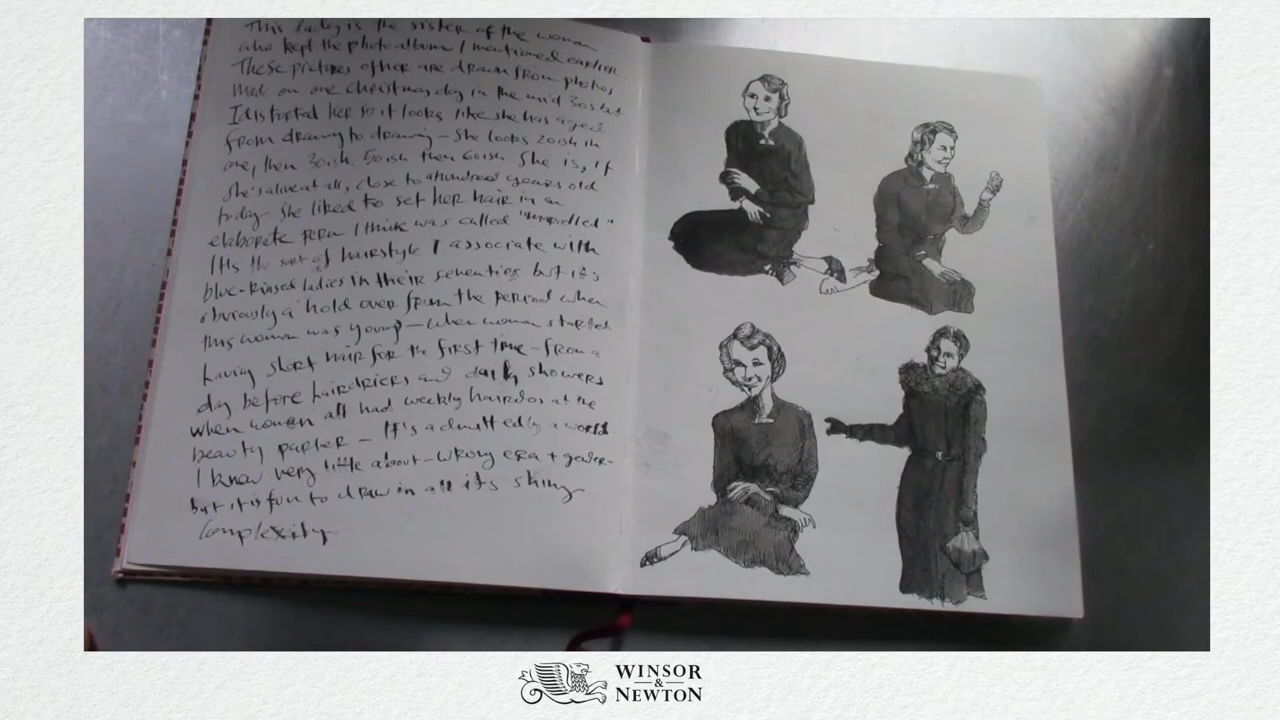 This lady is the sister of the woman
who kept the photo album I mentioned earlier.
These pictures of her are drawn from photos
made on one christmas day in the mid 30s but
I distorted her so it looks like she has aged
from drawing to drawing - She looks 20ish in
one, then 30ish, 50ish then 60ish. She is, if
she's alive at all, close to a hundred years old
today. She liked to set her hair in an
elaborate perm I think was called
It's the sort of hairstyle I associate with
blue-rinsed ladies in their seventies but it's
obviously a hold over from the period when
this woman was young - when woman started
having short hair for the first time - from a
day before hairdriers and daily showers
when women all had weekly hairdos at the
beauty parlor - It's admittedly a world
I know very little about - wrong era + gender -
but it is fun to draw in all its shiny
complexity
WINSOR
&
NEWTON